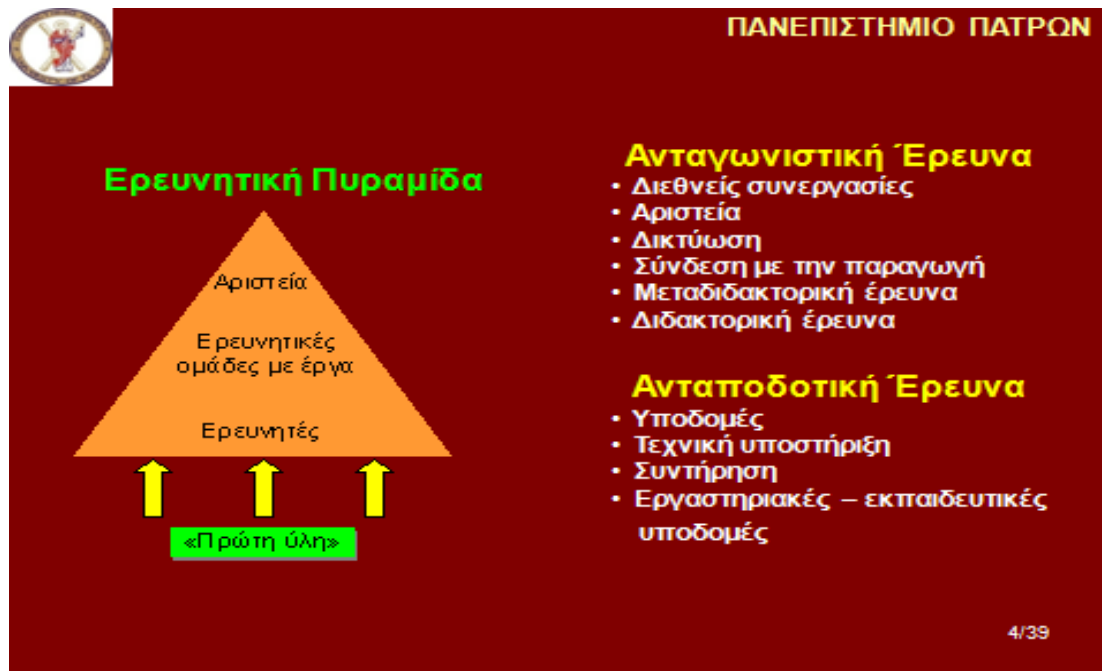 ΠΑΝΕΠΙΣΤΗΜΙΟ ΠΑΤΡΩΝ
Ερευνητική Πυραμίδα
Αριστεία
Ερευνητικές
ομάδες με έργα
Ερευνητές
«Πρώτη ύλη»
Ανταγωνιστική Έρευνα
• Διεθνείς συνεργασίες
• Αριστεία
• Δικτύωση
• Σύνδεση με την παραγωγή
• Μεταδιδακτορική έρευνα
• Διδακτορική έρευνα
Ανταποδοτική Έρευνα
• Υποδομές
• Τεχνική υποστήριξη
• Συντήρηση
• Εργαστηριακές – εκπαιδευτικές
υποδομές
4/39